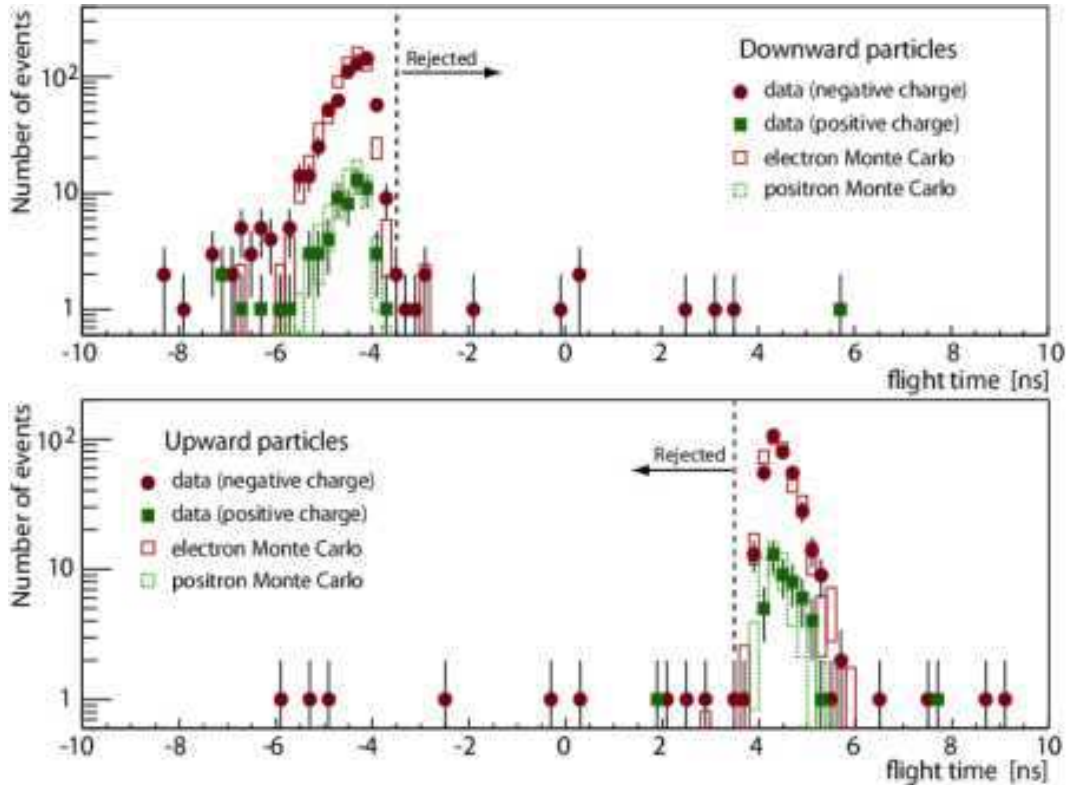 Number of events
10²
10
1
Rejected
Downward particles
data (negative charge)
data (positive charge)
electron Monte Carlo
positron Monte Carlo
-10 -8 -6 -4 -2 0 2 4 6 8 10
flight time [ns]
Number of events
10²
10
1
Upward particles
data (negative charge)
data (positive charge)
electron Monte Carlo
positron Monte Carlo
Rejected
-10 -8 -6 -4 -2 0 2 4 6 8 10
flight time [ns]